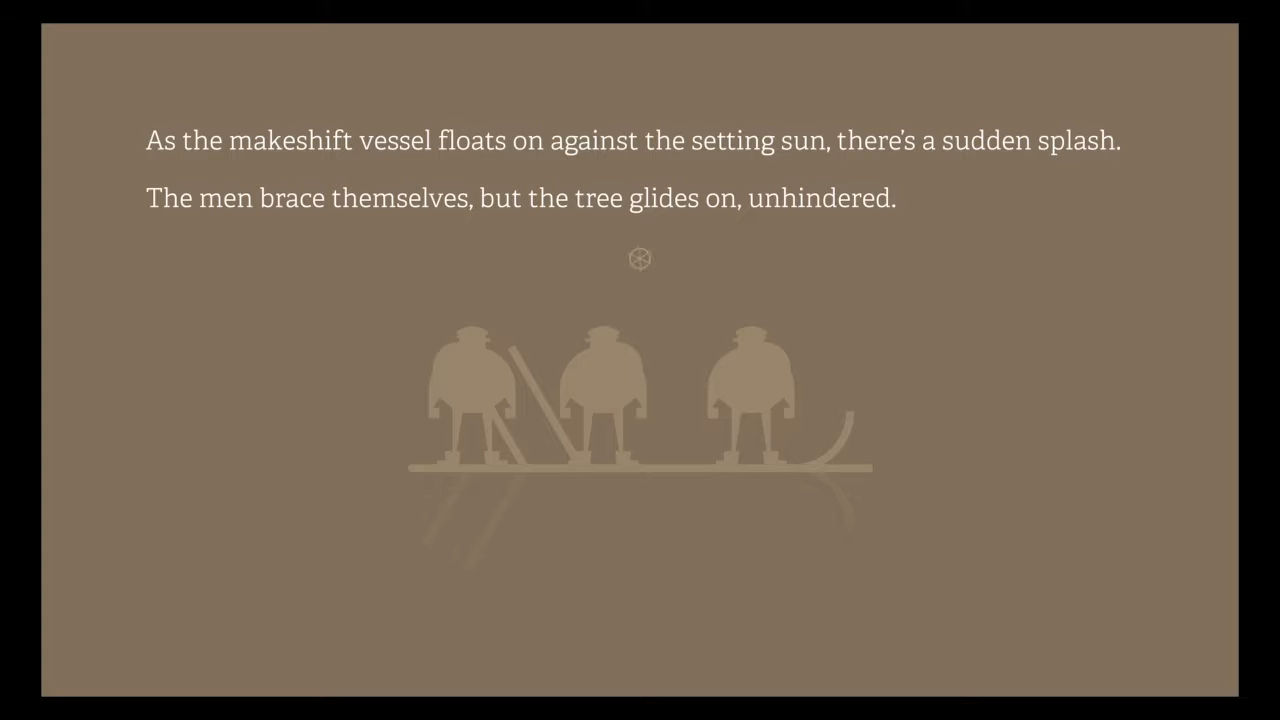 As the makeshift vessel floats on against the setting sun, there’s a sudden splash.
The men brace themselves, but the tree glides on, unhindered.